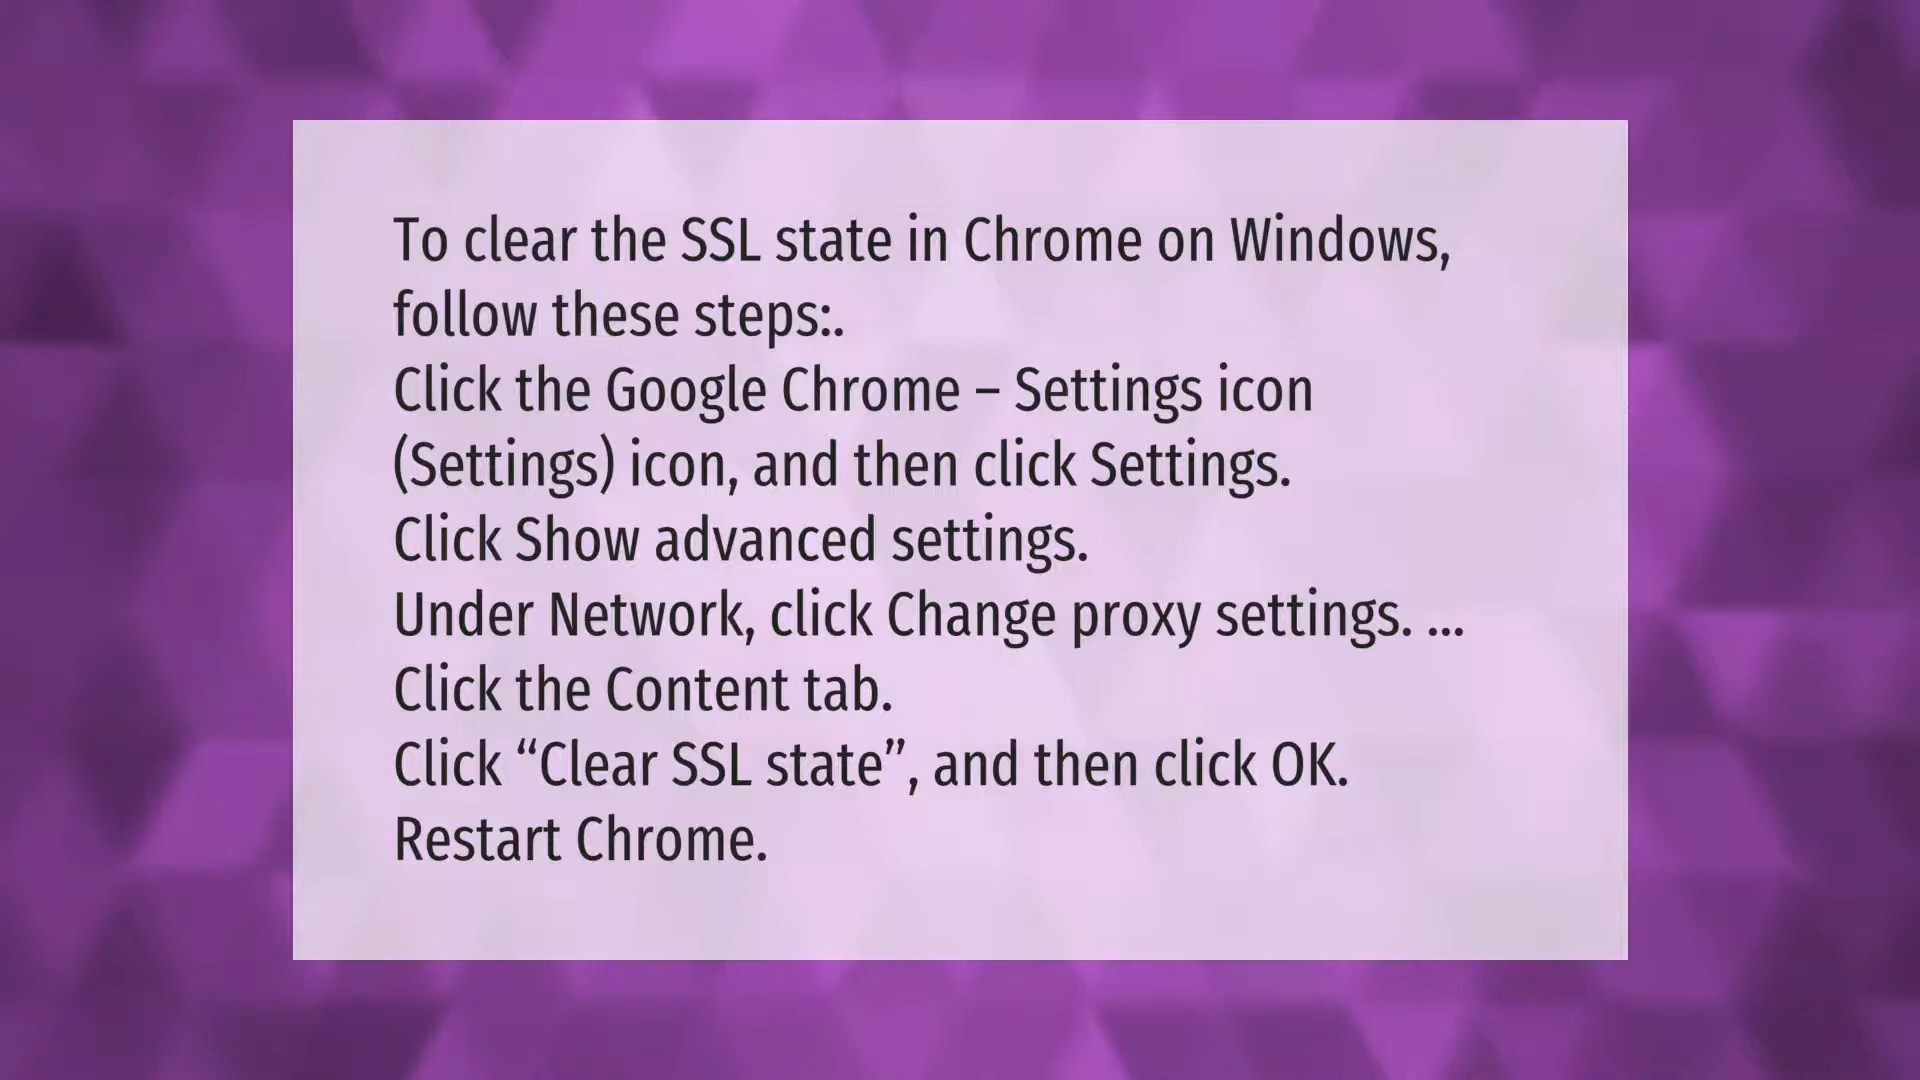 To clear the SSL state in Chrome on Windows,
follow these steps:.
Click the Google Chrome – Settings icon
(Settings) icon, and then click Settings.
Click Show advanced settings.
Under Network, click Change proxy settings. ...
Click the Content tab.
Click “Clear SSL state”, and then click OK.
Restart Chrome.